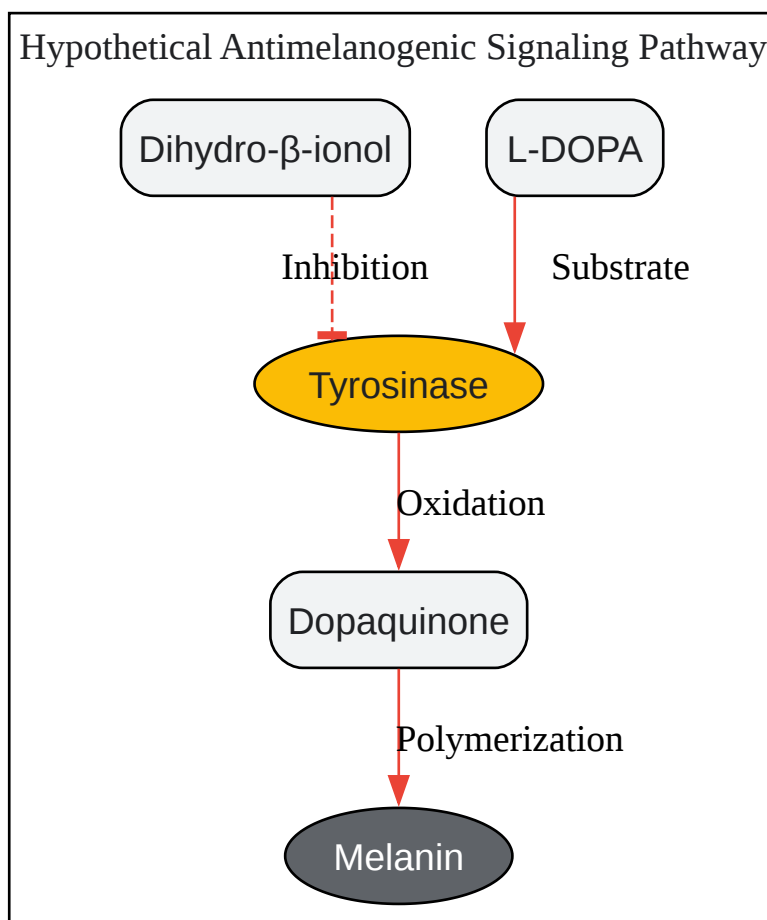 Hypothetical Antimelanogenic Signaling Pathway
Dihydro-β-ionol
L-DOPA
Inhibition
Substrate
Tyrosinase
Oxidation
Dopaquinone
Polymerization
Melanin